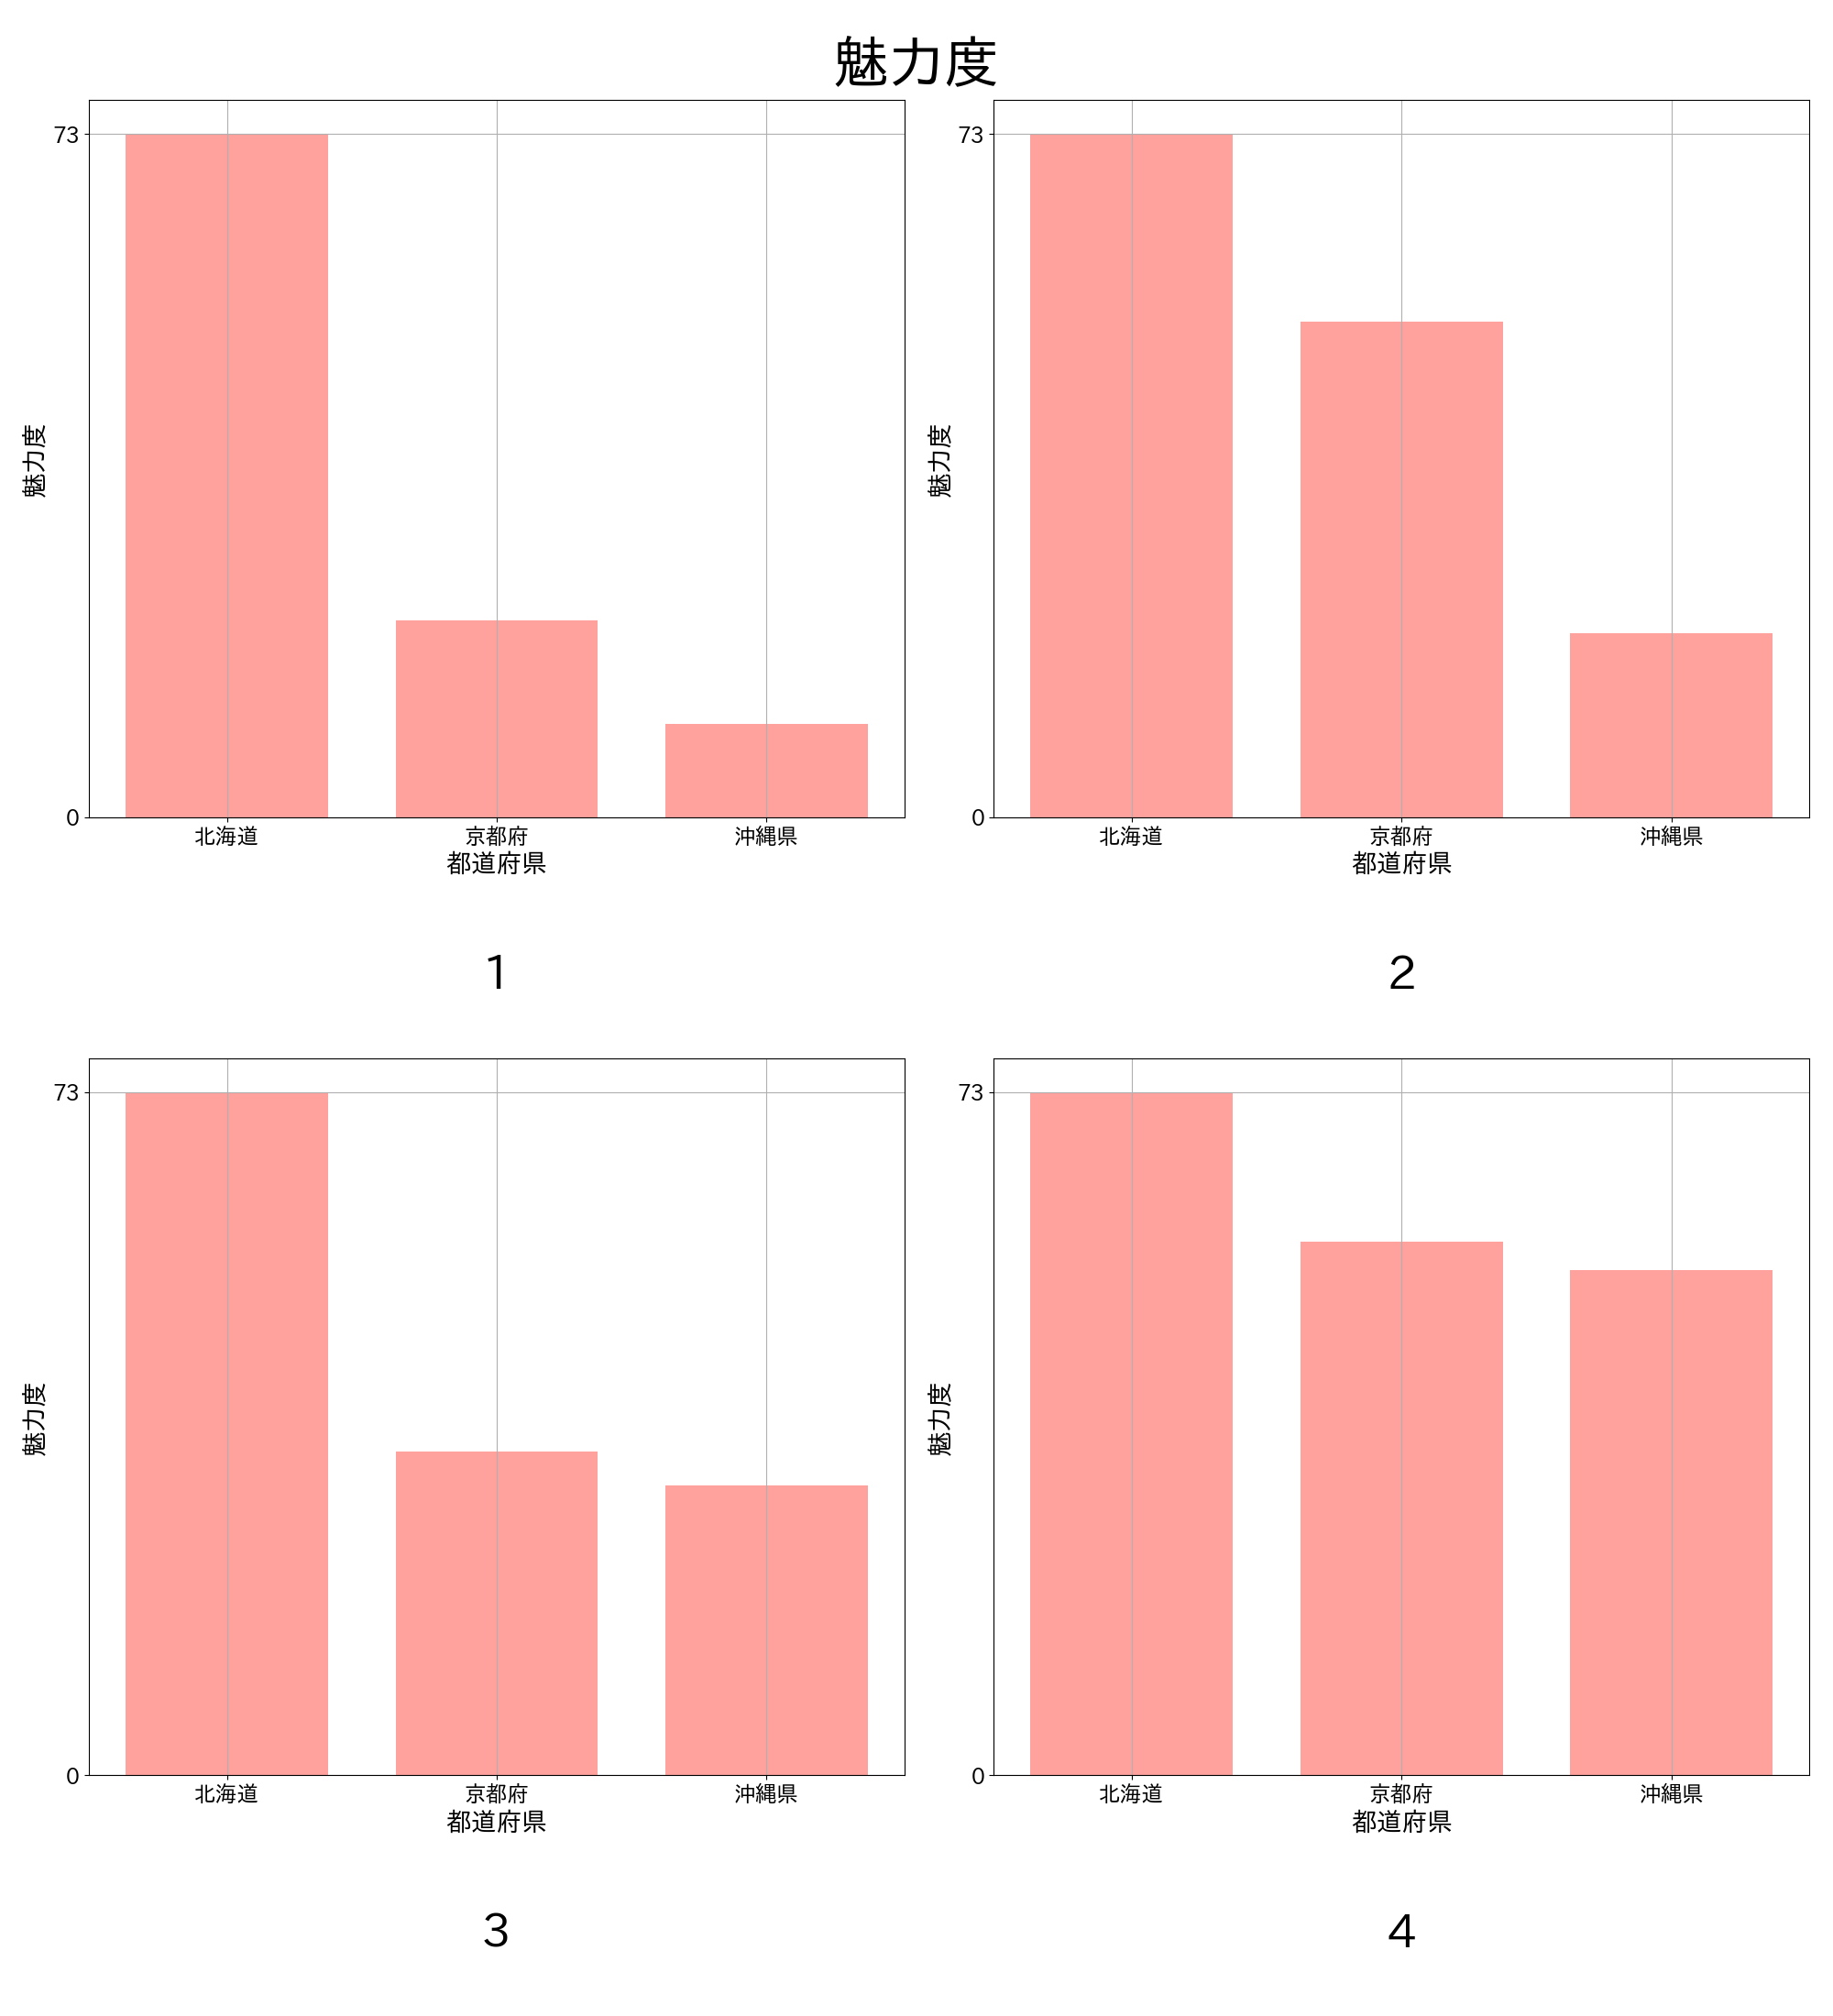 魅力度
73
魅力度
0
北海道 京都府 沖縄県
都道府県
1
73
魅力度
0
北海道 京都府 沖縄県
都道府県
2
73
魅力度
0
北海道 京都府 沖縄県
都道府県
3
73
魅力度
0
北海道 京都府 沖縄県
都道府県
4